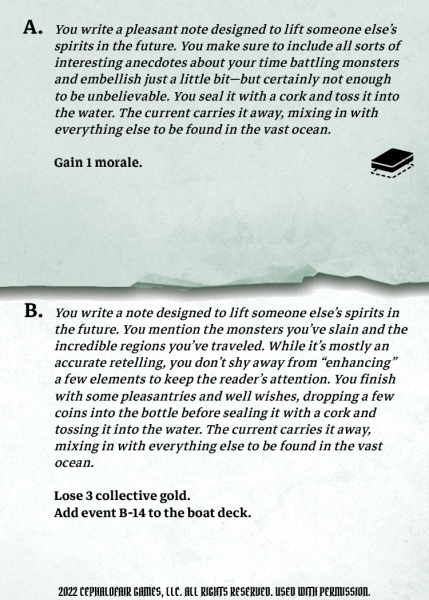 A. You write a pleasant note designed to lift someone else's
spirits in the future. You make sure to include all sorts of
interesting anecdotes about your time battling monsters
and embellish just a little bit—but certainly not enough
to be unbelievable. You seal it with a cork and toss it into
the water. The current carries it away, mixing in with
everything else to be found in the vast ocean.
Gain 1 morale.
B. You write a note designed to lift someone else's spirits in
the future. You mention the monsters you've slain and the
incredible regions you've traveled. While it's mostly an
accurate retelling, you don't shy away from “enhancing”
a few elements to keep the reader's attention. You finish
with some pleasantries and well wishes, dropping a few
coins into the bottle before sealing it with a cork and
tossing it into the water. The current carries it away,
mixing in with everything else to be found in the vast
ocean.
Lose 3 collective gold.
Add event B-14 to the boat deck.
2022 CEPHALOFAIR GAMES, LLC. ALL RIGHTS RESERVED. USED WITH PERMISSION.